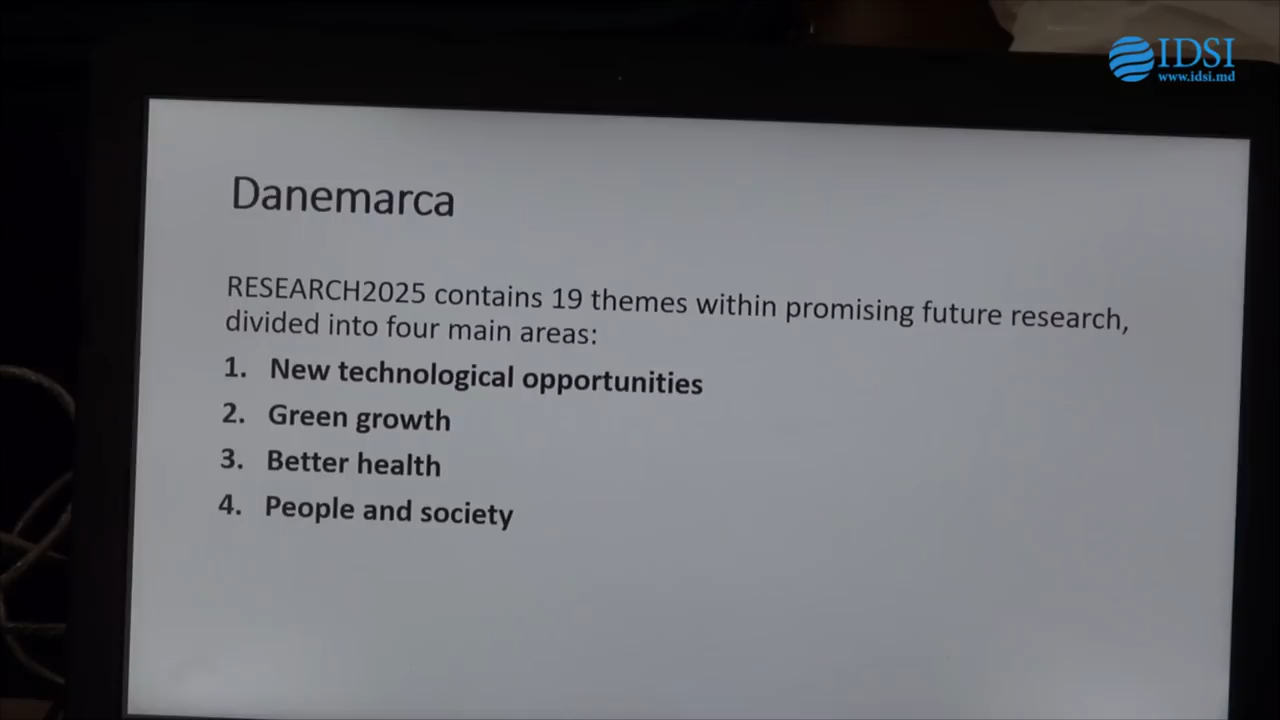 IDSI
www.idsi.md
Danemarca
RESEARCH2025 contains 19 themes within promising future research,
divided into four main areas:
1. New technological opportunities
2. Green growth
3. Better health
4. People and society